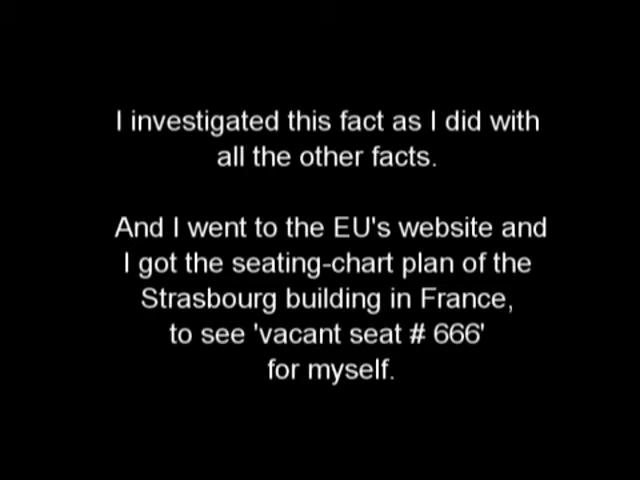 I investigated this fact as I did with
all the other facts.
And I went to the EU's website and
I got the seating-chart plan of the
Strasbourg building in France,
to see 'vacant seat # 666'
for myself.